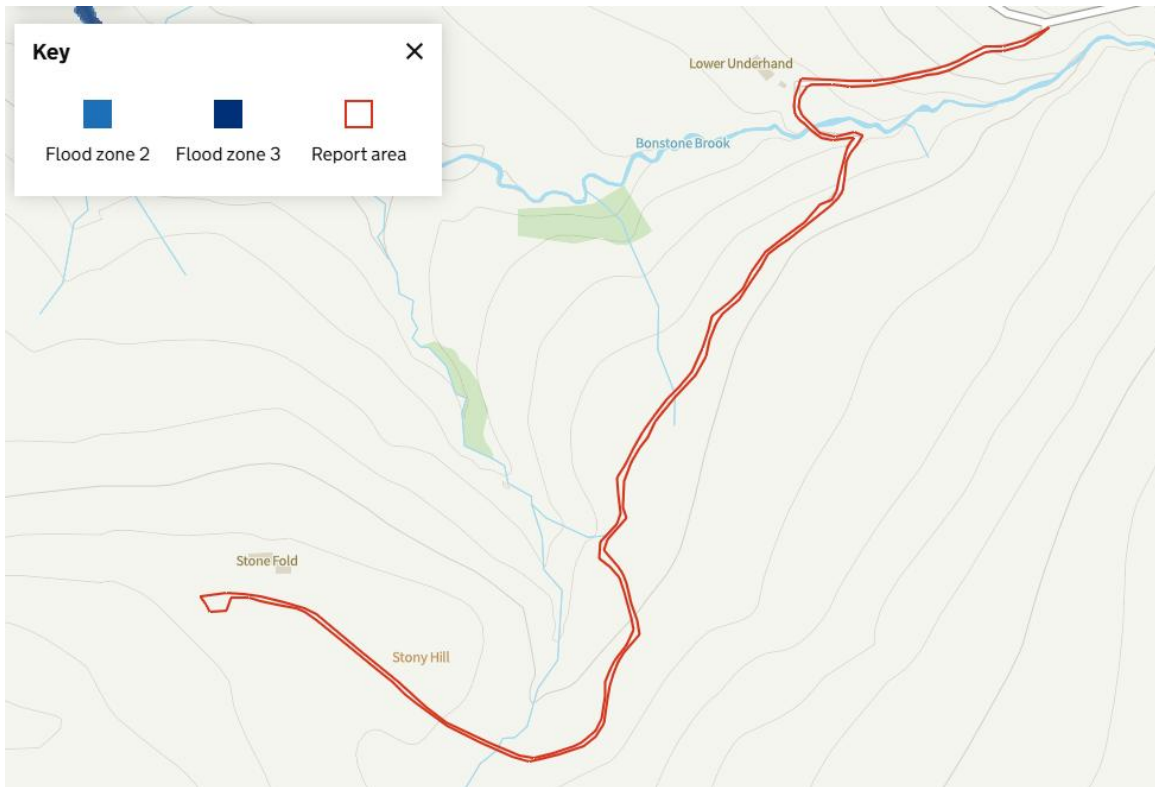 Key
Flood zone 2 Flood zone 3 Report area
Lower Underhand
Bonstone Brook
Stone Fold
Stony Hill